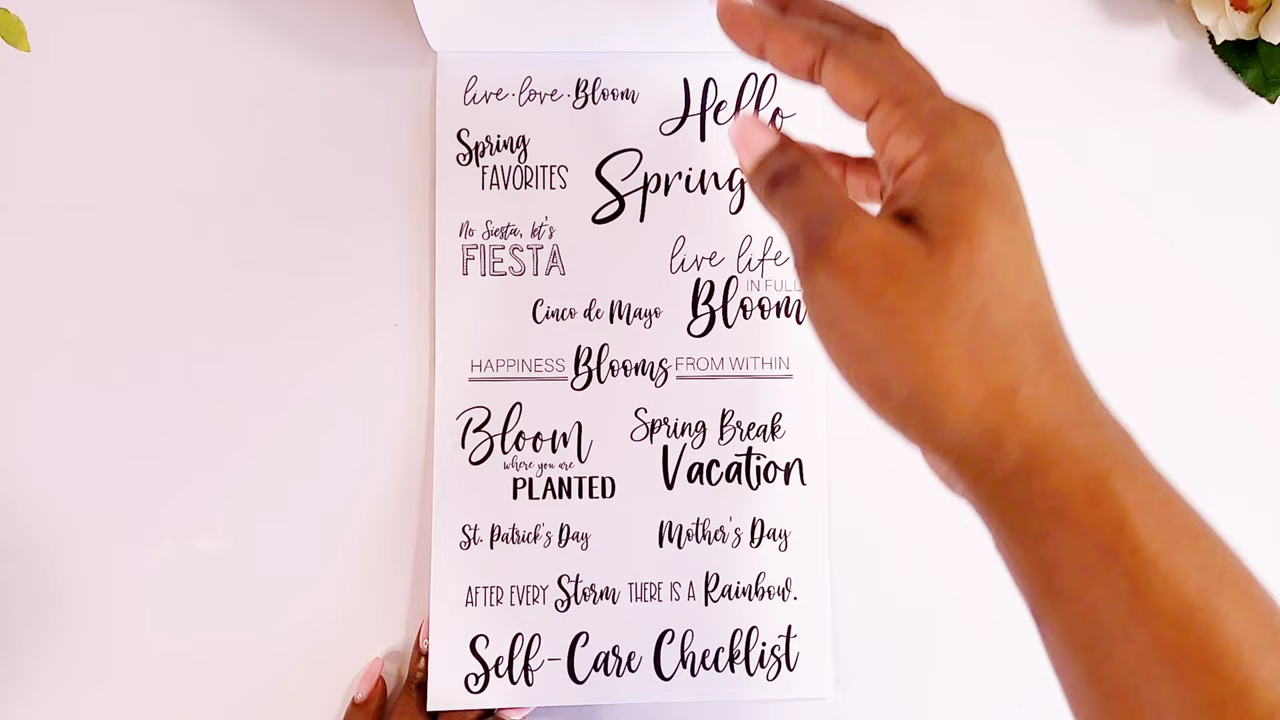 live·love·Bloom
Hello
Spring
Spring
FAVORITES
No Siesta, let's
FIESTA
live life
IN FULL
Bloom
Cinco de Mayo
HAPPINESS Blooms FROM WITHIN
Bloom
where you are
PLANTED
Spring Break
Vacation
St. Patrick's Day
Mother's Day
AFTER EVERY Storm THERE IS A Rainbow.
Self-Care Checklist